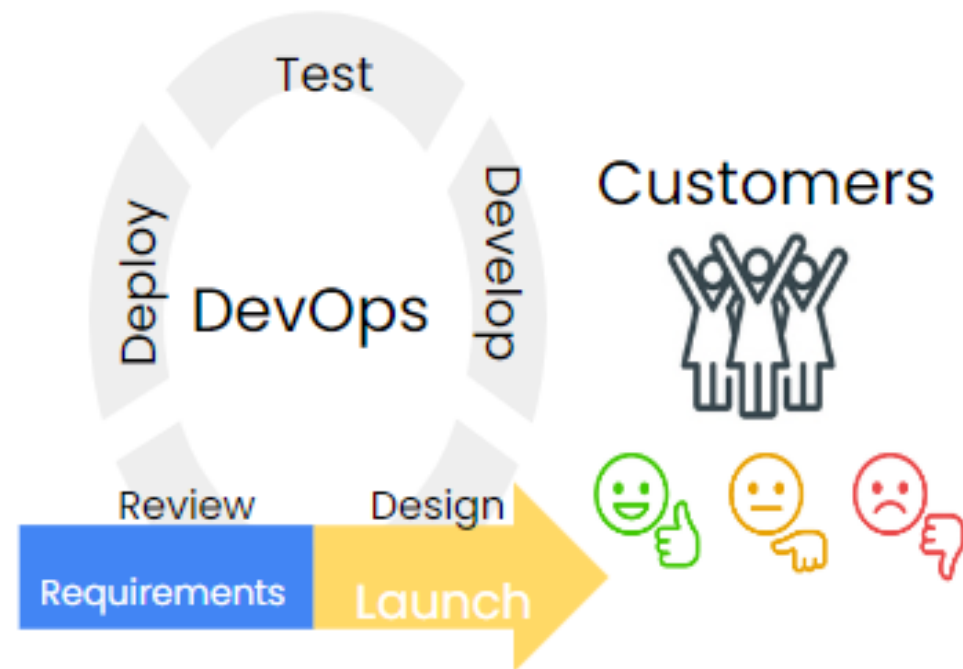 Test
Develop
Customers
Deploy
DevOps
Review
Design
Requirements
Launch